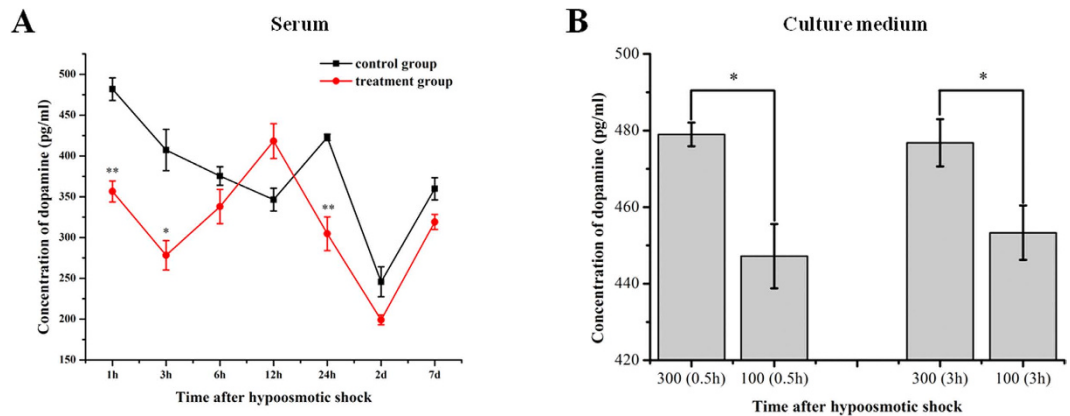 A
Serum
control group
treatment group
Concentration of dopamine (pg/ml)
500
450
400
350
300
250
200
150
**
*
**
1h 3h 6h 12h 24h 2d 7d
Time after hypoosmotic shock
B
Culture medium
Concentration of dopamine (pg/ml)
500
480
460
440
420
*
*
300 (0.5h) 100 (0.5h) 300 (3h) 100 (3h)
Time after hypoosmotic shock